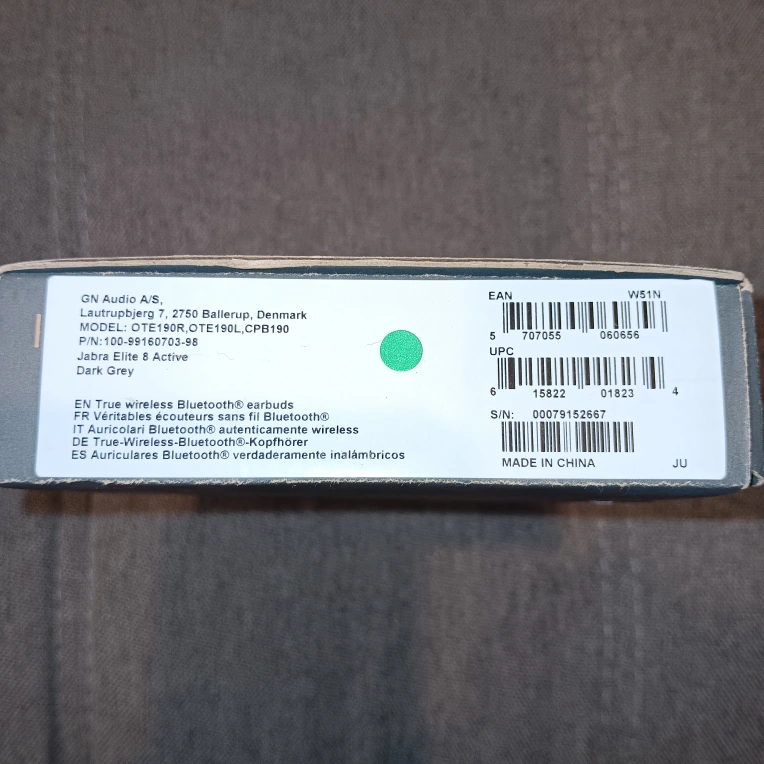 GN Audio A/S,
Lautrupbjerg 7, 2750 Ballerup, Denmark
MODEL: OTE190R,OTE190L,CPB190
P/N:100-99160703-98
Jabra Elite 8 Active
Dark Grey
EN True wireless Bluetooth® earbuds
FR Véritables écouteurs sans fil Bluetooth®
IT Auricolari Bluetooth® autenticamente wireless
DE True-Wireless-Bluetooth®-Kopfhörer
ES Auriculares Bluetooth® verdaderamente inalámbricos
EAN W51N
5 707055 060656
UPC
6 15822 01823 4
S/N: 00079152667
MADE IN CHINA JU